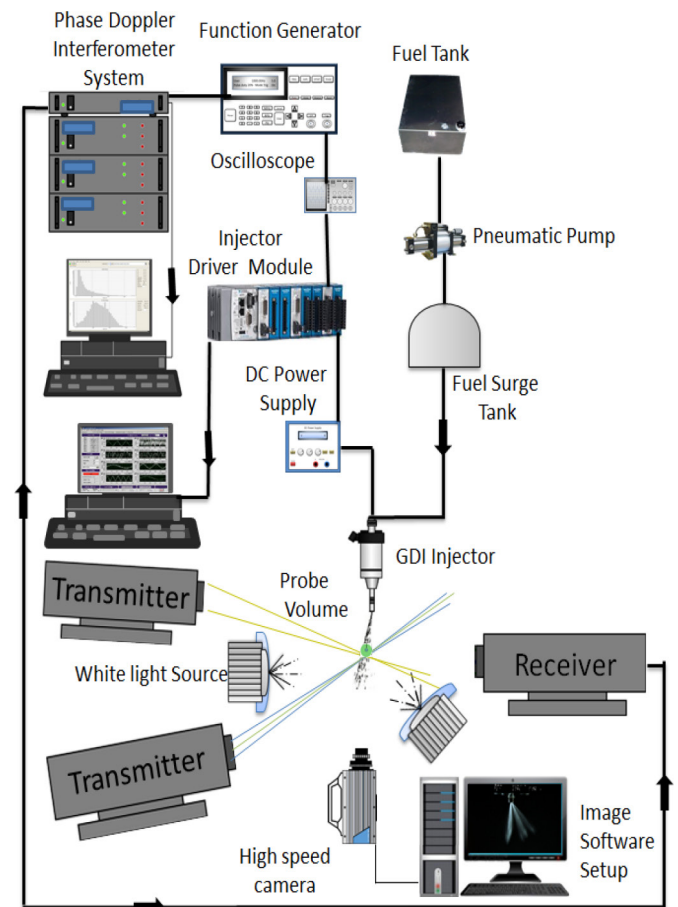 Phase Doppler
Interferometer
System
Function Generator
Fuel Tank
Oscilloscope
Pneumatic Pump
Injector
Driver Module
DC Power
Supply
Fuel Surge
Tank
GDI Injector
Probe
Volume
Transmitter
White light Source
Receiver
Transmitter
High speed
camera
Image
Software
Setup